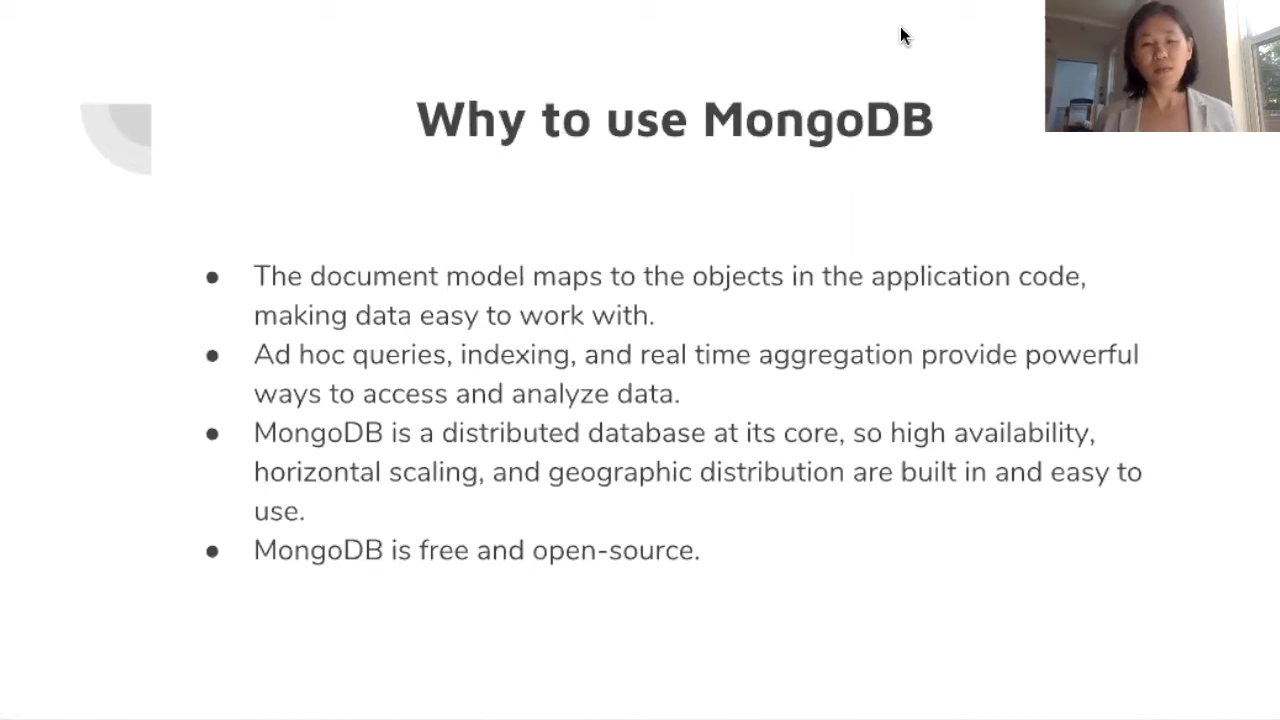 Why to use MongoDB
● The document model maps to the objects in the application code,
making data easy to work with.
● Ad hoc queries, indexing, and real time aggregation provide powerful
ways to access and analyze data.
● MongoDB is a distributed database at its core, so high availability,
horizontal scaling, and geographic distribution are built in and easy to
use.
● MongoDB is free and open-source.